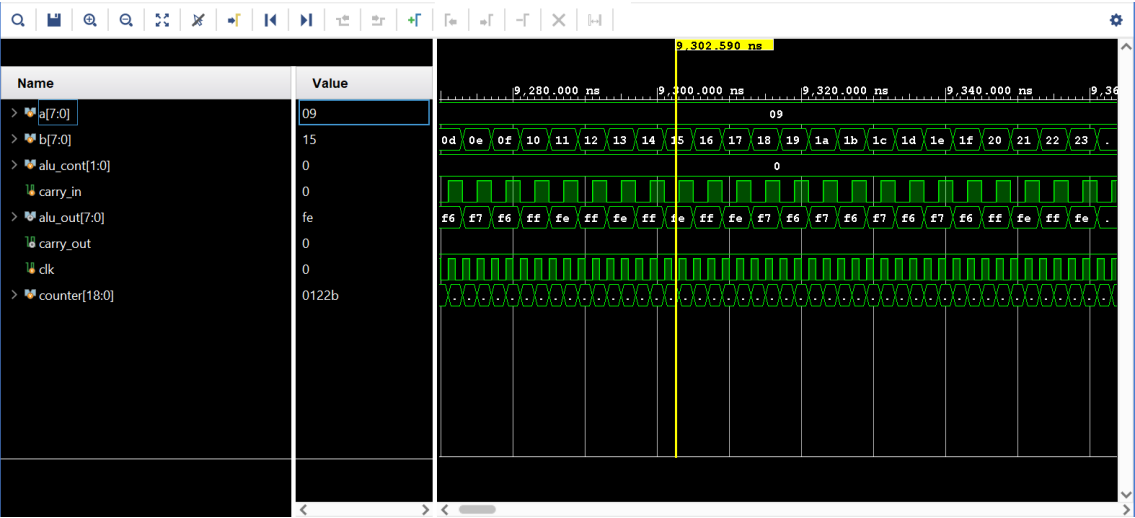 9,302.590 ns
Name Value
9,280.000 ns 9,300.000 ns 9,320.000 ns 9,340.000 ns 9,36
a[7:0] 09 09
b[7:0] 15 0d 0e 0f 10 11 12 13 14 15 16 17 18 19 1a 1b 1c 1d 1e 1f 20 21 22 23 .
alu_cont[1:0] 0 0
carry_in 0
alu_out[7:0] fe f6 f7 f6 ff fe ff fe ff fe ff fe f7 f6 f7 f6 f7 f6 f7 f6 ff fe ff fe .
carry_out 0
clk 0
counter[18:0] 0122b . . . . . . . . . . . . . . . . . . . . . . . . . . . . . . . . . . . . . . . . . . . . . .